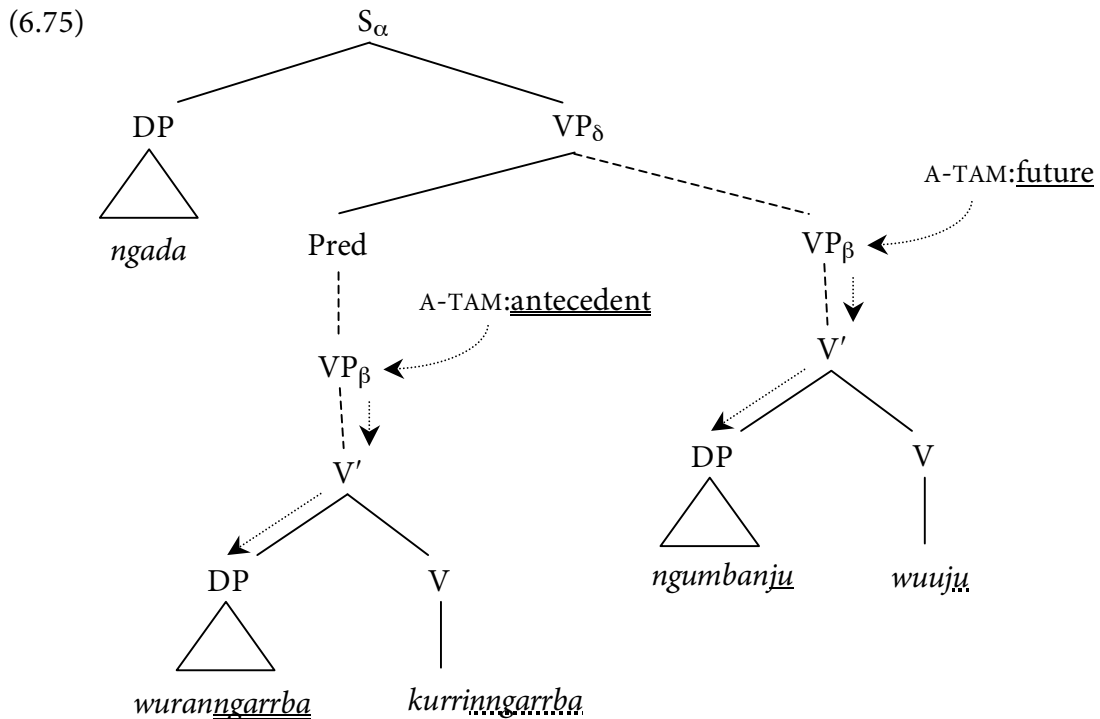 (6.75)
Sα
DP
VPδ
A-TAM:future
ngada
Pred
VPβ
A-TAM:antecedent
VPβ
V′
V′
DP
V
DP
V
ngumbanju
wuuju
wuranngarrba
kurrinngarrba